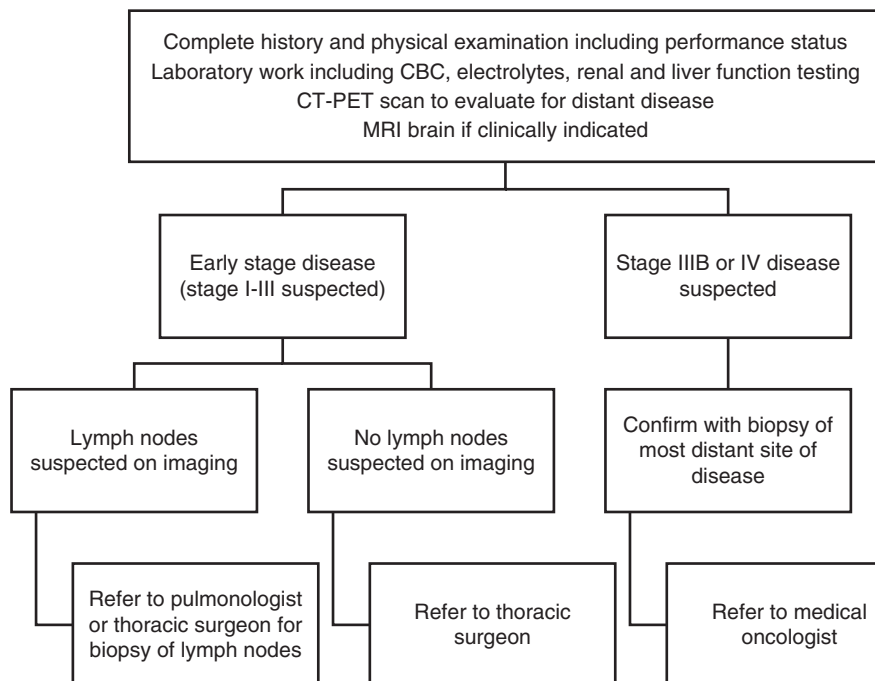 Complete history and physical examination including performance status
Laboratory work including CBC, electrolytes, renal and liver function testing
CT-PET scan to evaluate for distant disease
MRI brain if clinically indicated
Early stage disease
(stage I-III suspected)
Stage IIIB or IV disease
suspected
Lymph nodes
suspected on imaging
No lymph nodes
suspected on imaging
Confirm with biopsy of
most distant site of
disease
Refer to pulmonologist
or thoracic surgeon for
biopsy of lymph nodes
Refer to thoracic
surgeon
Refer to medical
oncologist